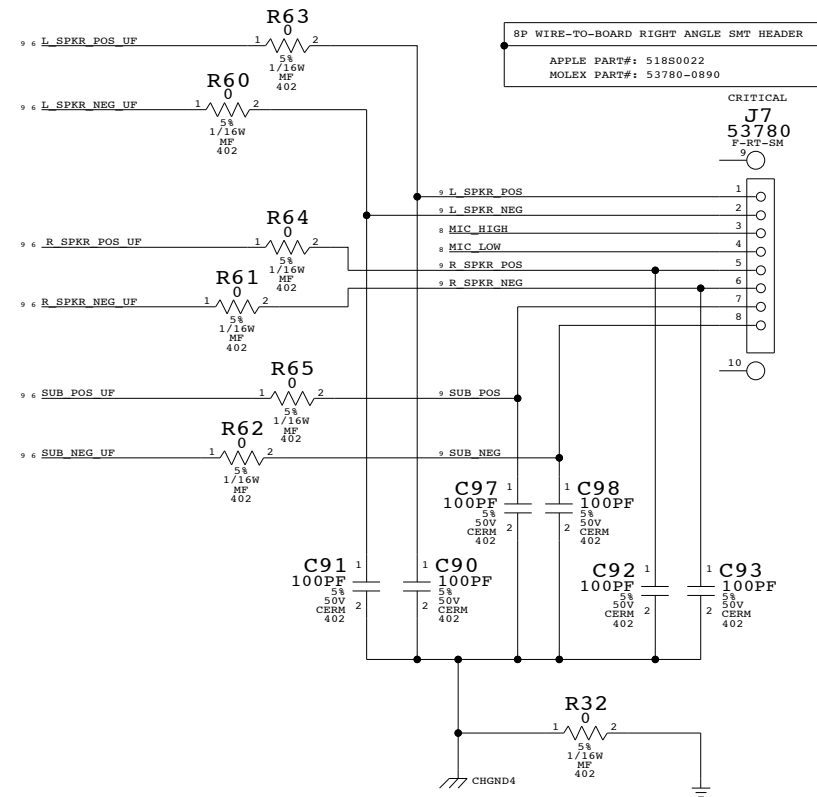 R63
0
9 6 L_SPKR_POS_UF 1 2
5%
1/16W
MF
402
8P WIRE-TO-BOARD RIGHT ANGLE SMT HEADER
APPLE PART#: 518S0022
MOLEX PART#: 53780-0890
R60
0
9 6 L_SPKR_NEG_UF 1 2
5%
1/16W
MF
402
CRITICAL
J7
53780
F-RT-SM
9
9 L_SPKR_POS 1
9 L_SPKR_NEG 2
8 MIC_HIGH 3
8 MIC_LOW 4
9 R_SPKR_POS 5
9 R_SPKR_NEG 6
7
8
10
R64
0
9 6 R_SPKR_POS_UF 1 2
5%
1/16W
MF
402
R61
0
9 6 R_SPKR_NEG_UF 1 2
5%
1/16W
MF
402
R65
0
9 6 SUB_POS_UF 1 2 9 SUB_POS
5%
1/16W
MF
402
R62
0
9 6 SUB_NEG_UF 1 2 9 SUB_NEG
5%
1/16W
MF
402
C97 1
100PF
5%
50V
CERM
402
2
1 C98
100PF
5%
50V
CERM
402
2
C91 1
100PF
5%
50V
CERM
402
2
1 C90
100PF
5%
50V
CERM
402
2
C92 1
100PF
5%
50V
CERM
402
2
1 C93
100PF
5%
50V
CERM
402
2
R32
0
1 2
5%
1/16W
MF
402
CHGND4